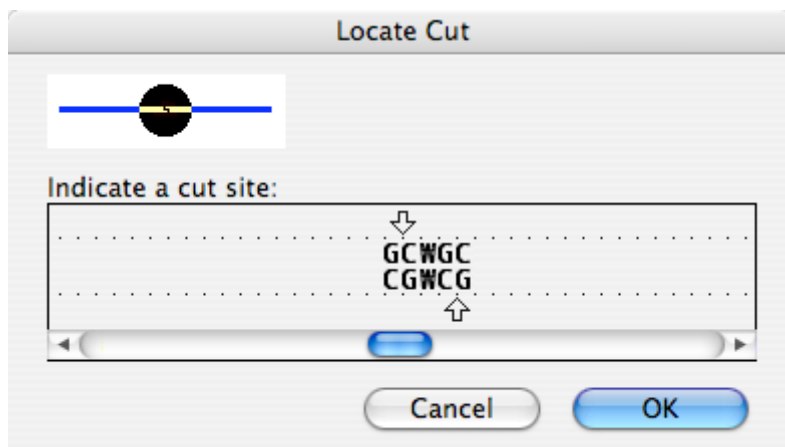 Locate Cut
Indicate a cut site:
GCWGC
CGWCG
Cancel OK